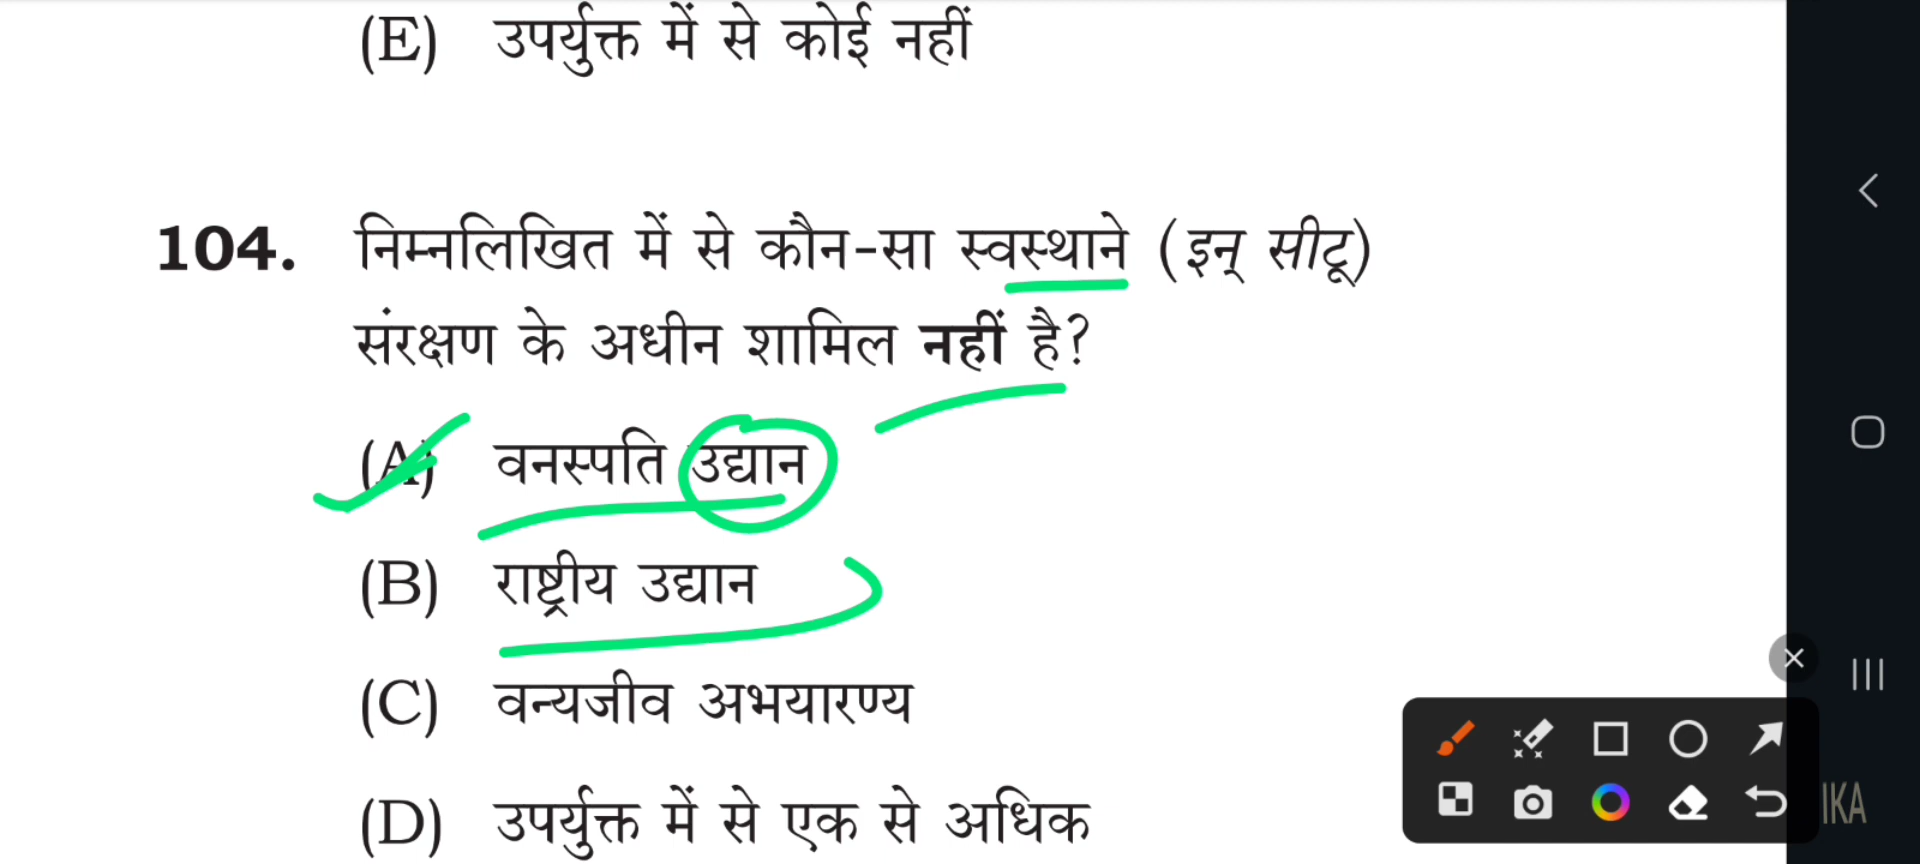 (E) उपर्युक्त में से कोई नहीं
104. निम्नलिखित में से कौन-सा स्वस्थाने (इन् सीटू)
संरक्षण के अधीन शामिल नहीं है?
(A) वनस्पति उद्यान
(B) राष्ट्रीय उद्यान
(C) वन्यजीव अभयारण्य
(D) उपर्युक्त में से एक से अधिक
IKA